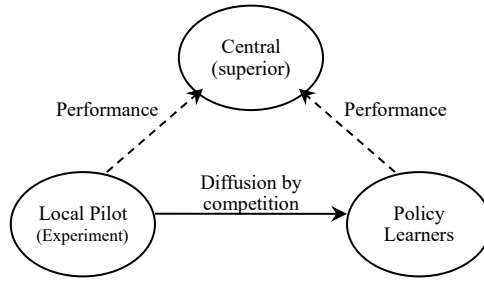 Central
(superior)
Performance
Performance
Diffusion by
competition
Local Pilot
(Experiment)
Policy
Learners